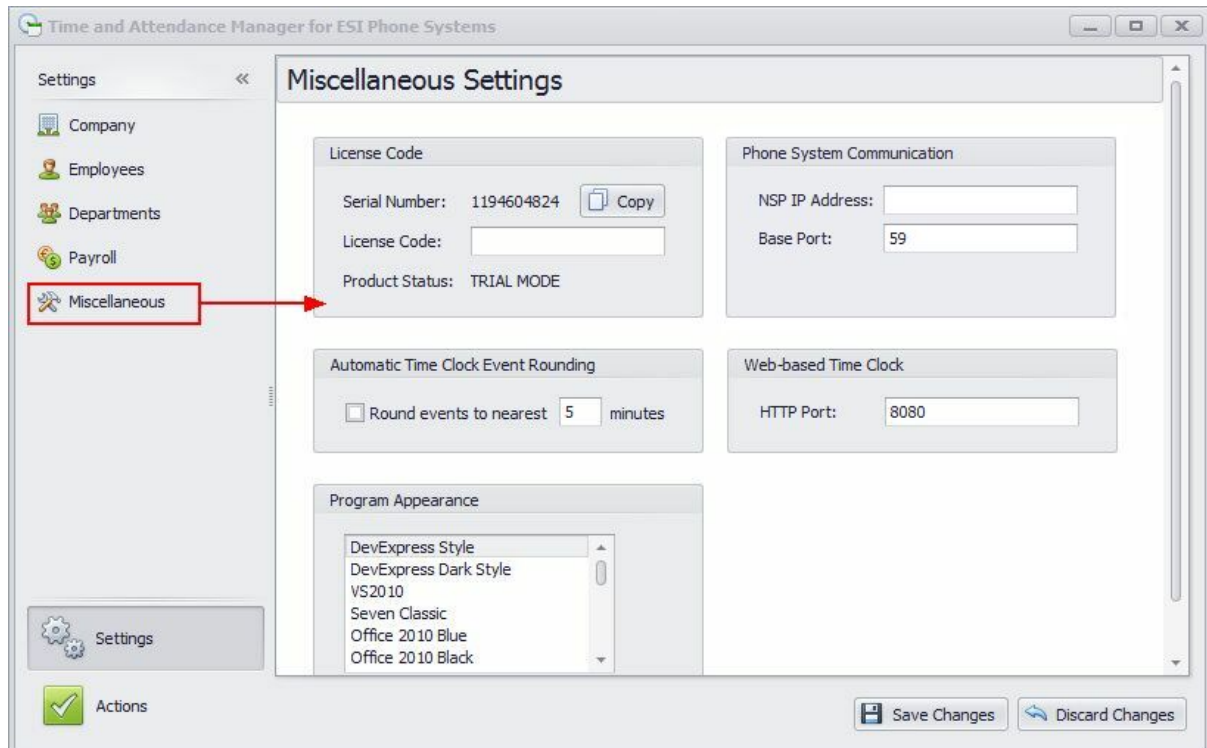 Time and Attendance Manager for ESI Phone Systems
Settings
Company
Employees
Departments
Payroll
Miscellaneous
Settings
Actions
Miscellaneous Settings
License Code
Serial Number: 1194604824 Copy
License Code:
Product Status: TRIAL MODE
Phone System Communication
NSP IP Address:
Base Port: 59
Automatic Time Clock Event Rounding
Round events to nearest 5 minutes
Web-based Time Clock
HTTP Port: 8080
Program Appearance
DevExpress Style
DevExpress Dark Style
VS2010
Seven Classic
Office 2010 Blue
Office 2010 Black
Save Changes Discard Changes